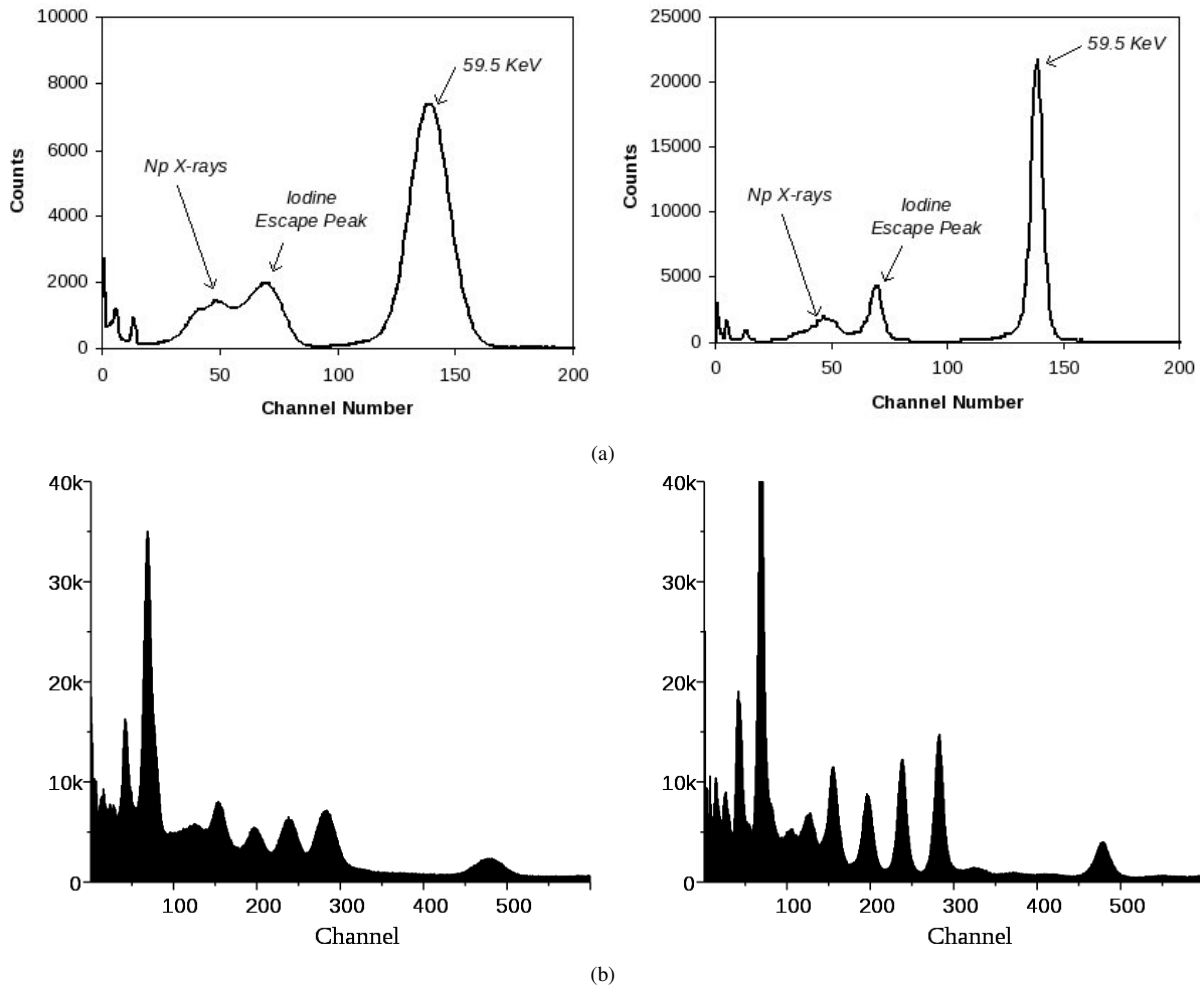 10000
8000
6000
4000
2000
0
Counts
59.5 KeV
Np X-rays
Iodine
Escape Peak
0 50 100 150 200
Channel Number
25000
20000
15000
10000
5000
0
Counts
59.5 KeV
Np X-rays
Iodine
Escape Peak
0 50 100 150 200
Channel Number
(a)
40k
30k
20k
10k
0
100 200 300 400 500
Channel
40k
30k
20k
10k
0
100 200 300 400 500
Channel
(b)